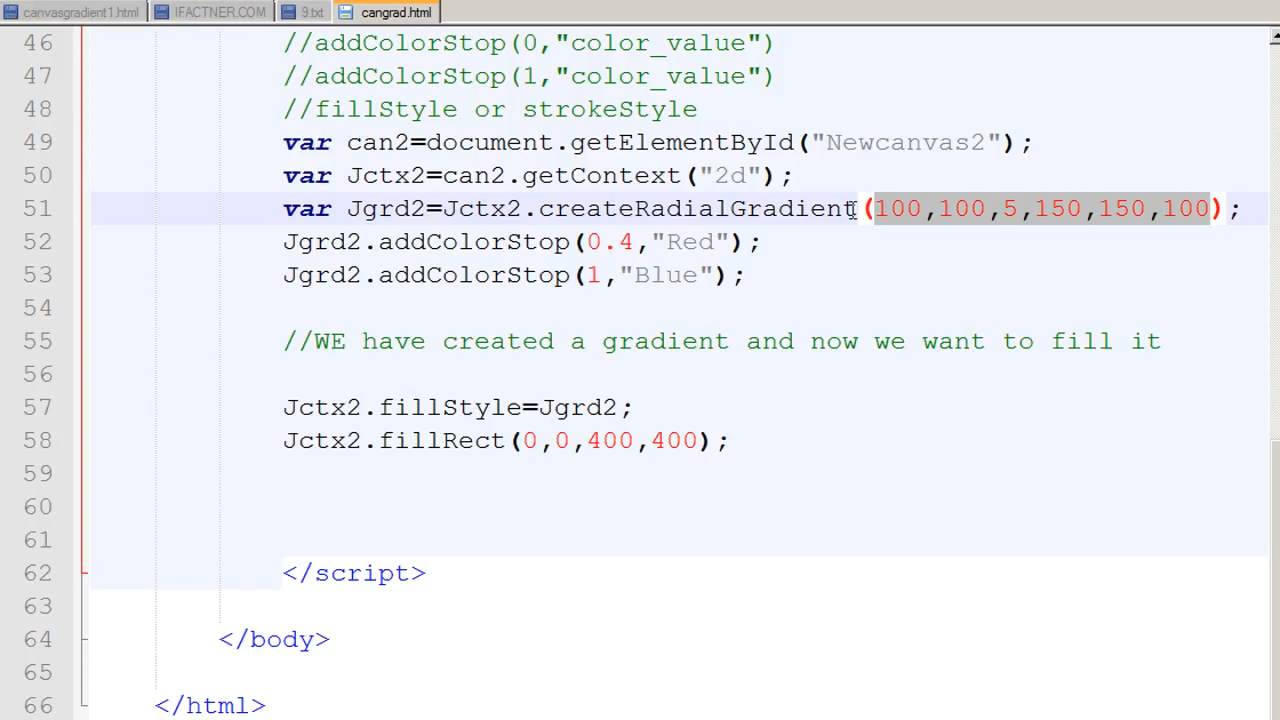 canvasgradient1.html IFACTNER.COM 9.txt cangrad.html
46 //addColorStop(0,"color_value")
47 //addColorStop(1,"color_value")
48 //fillStyle or strokeStyle
49 var can2=document.getElementById("Newcanvas2");
50 var Jctx2=can2.getContext("2d");
51 var Jgrd2=Jctx2.createRadialGradient(100,100,5,150,150,100);
52 Jgrd2.addColorStop(0.4,"Red");
53 Jgrd2.addColorStop(1,"Blue");
54
55 //WE have created a gradient and now we want to fill it
56
57 Jctx2.fillStyle=Jgrd2;
58 Jctx2.fillRect(0,0,400,400);
59
60
61
62 </script>
63
64 </body>
65
66 </html>